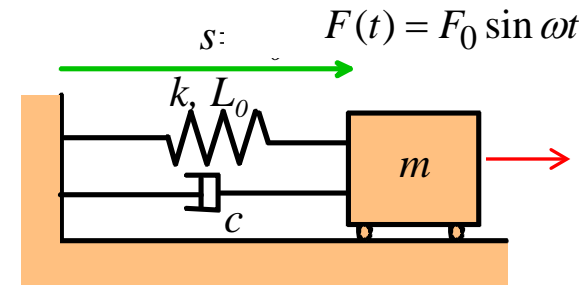 F(t) = F₀ sin ωt
s=
k, L₀
m
c